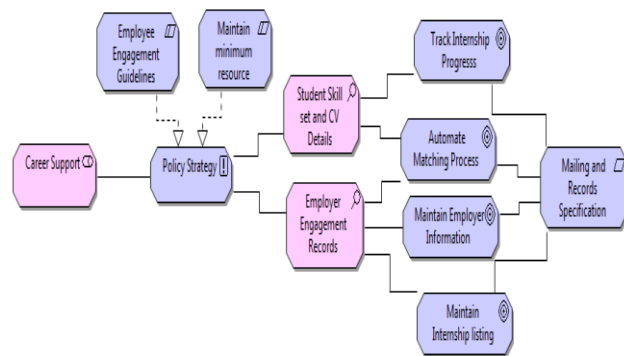 Employee
Engagement
Guidelines
Maintain
minimum
resource
Track Internship
Progresss
Student Skill
set and CV
Details
Automate
Matching Process
Career Support
Policy Strategy
Mailing and
Records
Specification
Employer
Engagement
Records
Maintain Employer
Information
Maintain
Internship listing